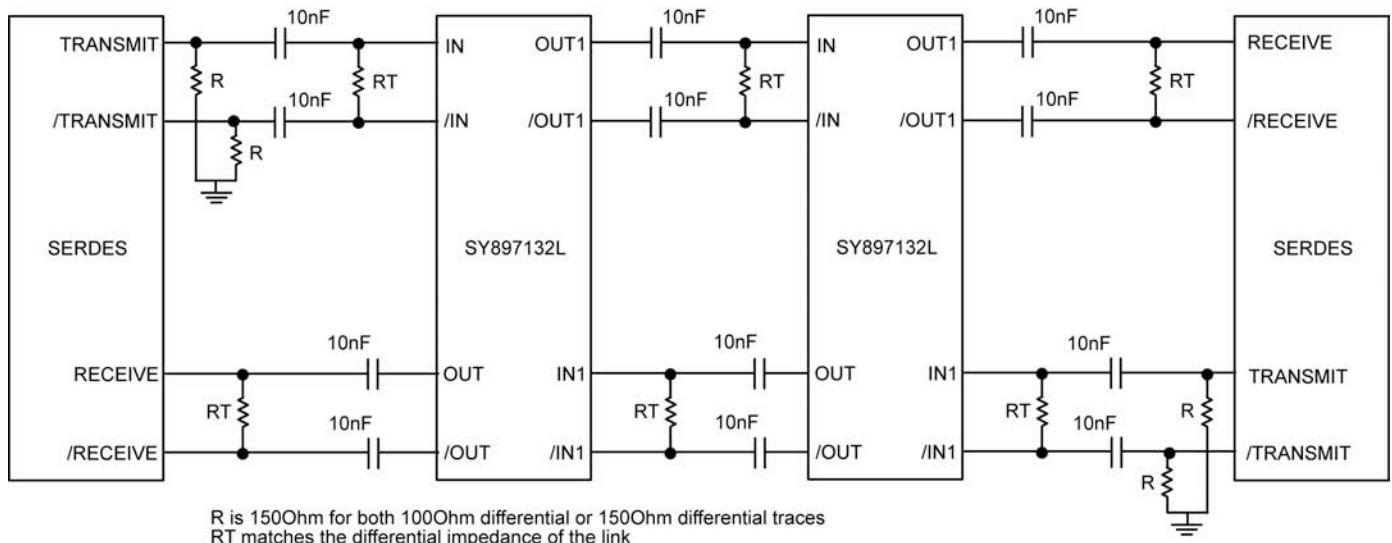 10nF
10nF
10nF
TRANSMIT
IN
OUT1
IN
OUT1
RECEIVE
R
RT
RT
RT
10nF
10nF
10nF
/TRANSMIT
/IN
/OUT1
/IN
/OUT1
/RECEIVE
R
SERDES
SY897132L
SY897132L
SERDES
10nF
10nF
10nF
RECEIVE
OUT
IN1
OUT
IN1
TRANSMIT
RT
RT
RT
R
10nF
10nF
10nF
/RECEIVE
/OUT
/IN1
/OUT
/IN1
/TRANSMIT
R
R is 150Ohm for both 100Ohm differential or 150Ohm differential traces
RT matches the differential impedance of the link